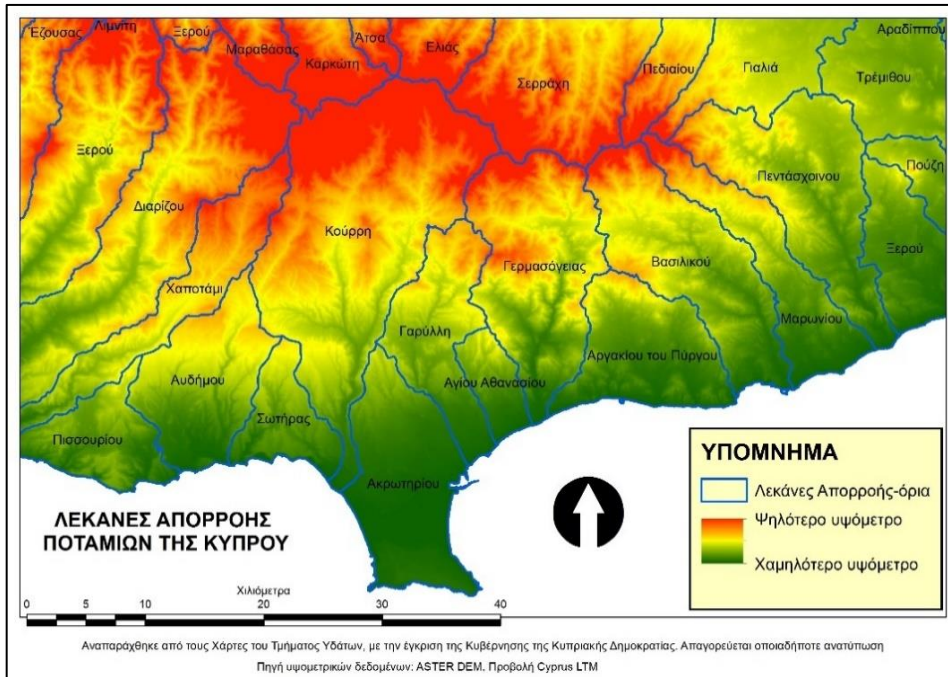 Έζουσας
Λιμνίτη
Ξερού
Μαραθάσας
Καρκώτη
Άτσα
Ελιάς
Σερράχη
Πεδιαίου
Γιαλιά
Αραδίππου
Τρέμιθου
Ξερού
Διαρίζου
Κούρρη
Πεντάσχοινου
Πούζη
Γερμασόγειας
Βασιλικού
Ξερού
Χαποτάμι
Γαρύλλη
Μαρωνίου
Αργακίου του Πύργου
Αυδήμου
Αγίου Αθανασίου
Σωτήρας
Πισσουρίου
Ακρωτηρίου
ΛΕΚΑΝΕΣ ΑΠΟΡΡΟΗΣ
ΠΟΤΑΜΙΩΝ ΤΗΣ ΚΥΠΡΟΥ
ΥΠΟΜΝΗΜΑ
Λεκάνες Απορροής-όρια
Ψηλότερο υψόμετρο
Χαμηλότερο υψόμετρο
Χιλιόμετρα
0 5 10 20 30 40
Αναπαράχθηκε από τους Χάρτες του Τμήματος Υδάτων, με την έγκριση της Κυβέρνησης της Κυπριακής Δημοκρατίας. Απαγορεύεται οποιαδήποτε ανατύπωση
Πηγή υψομετρικών δεδομένων: ASTER DEM. Προβολή Cyprus LTM